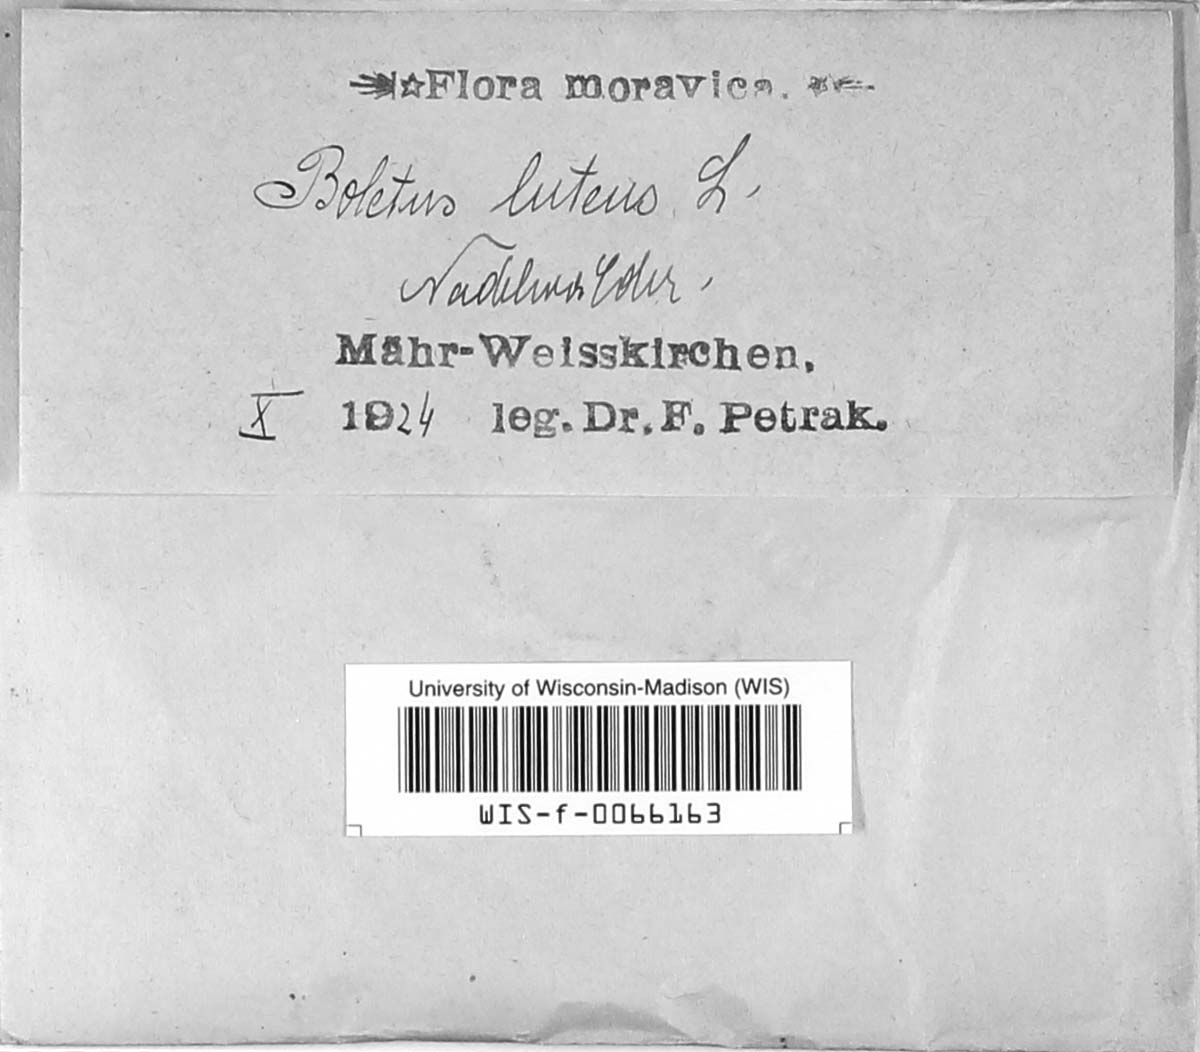 ☆Flora moravica.
Boletus luteus L.
Nadelwälder.
Mähr-Weisskirchen.
X 1924 leg. Dr. F. Petrak.
University of Wisconsin-Madison (WIS)
WIS-f-0066163